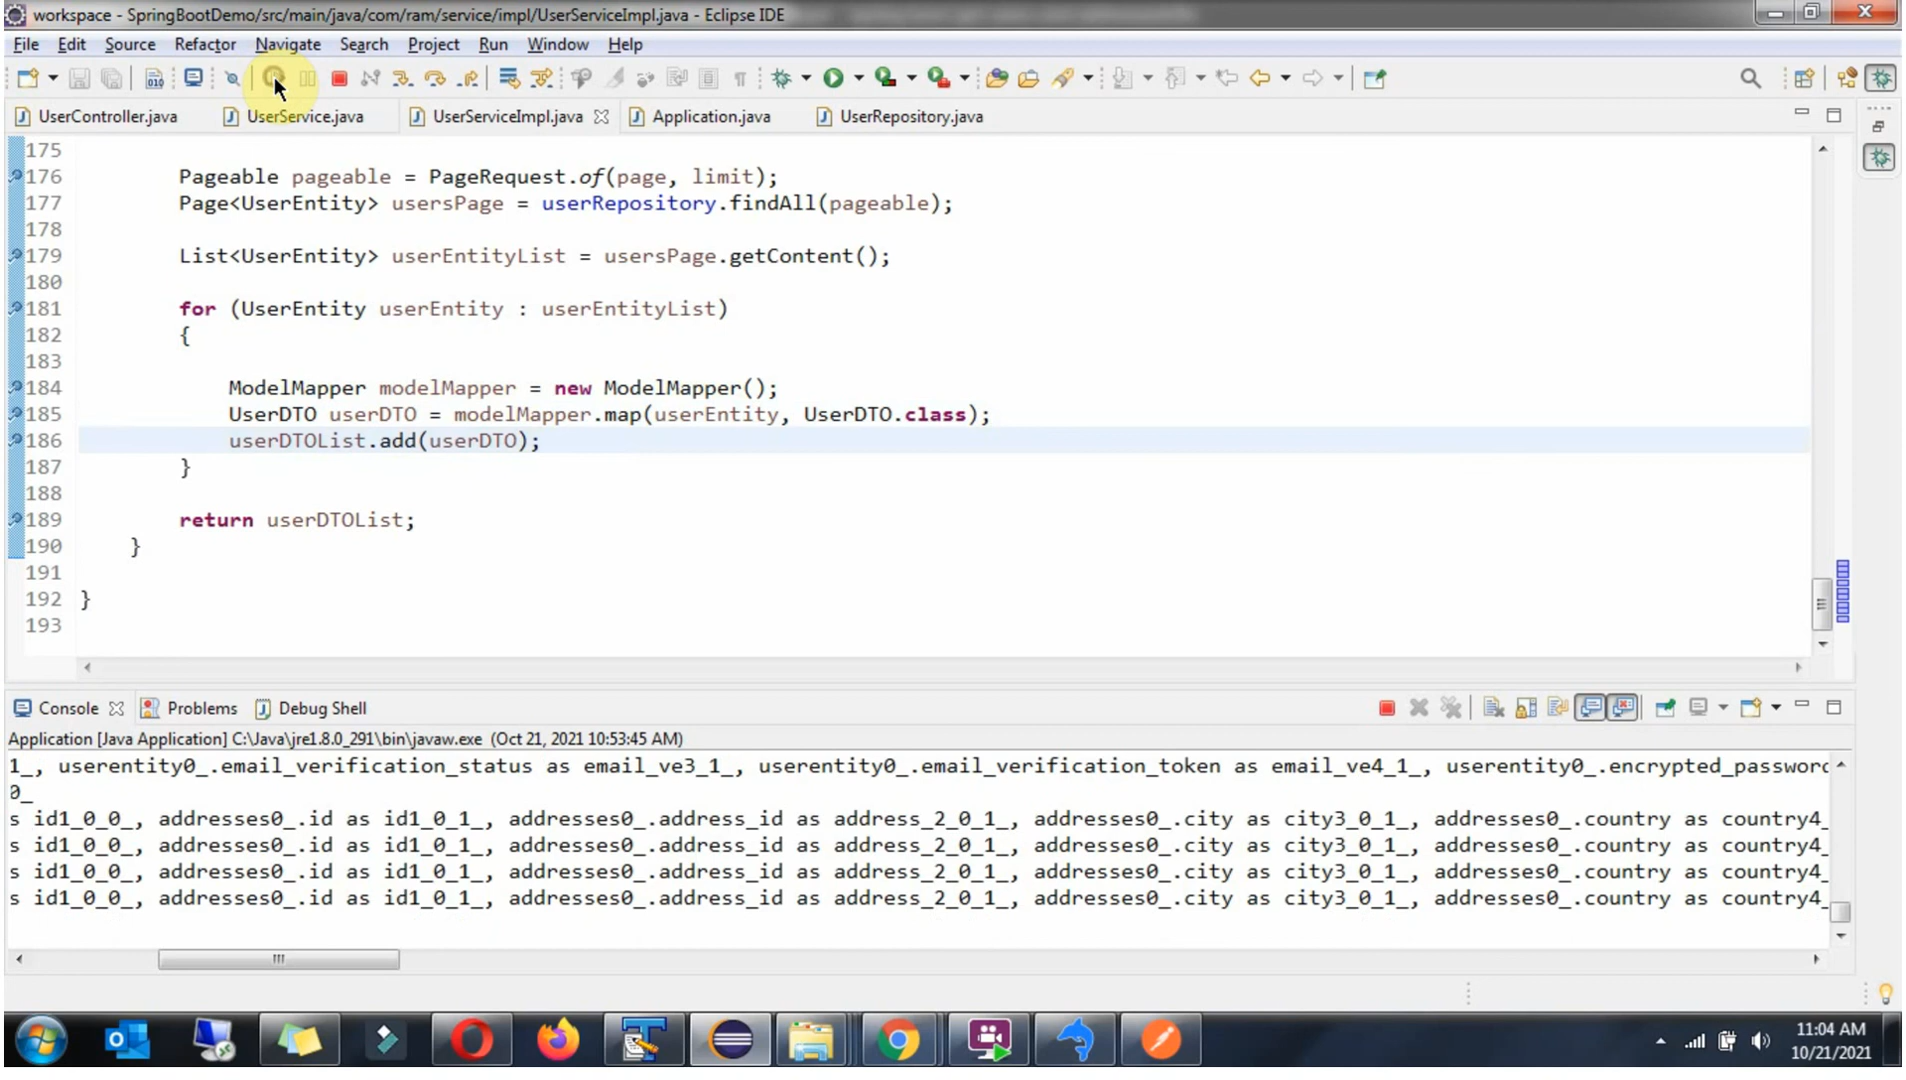 workspace - SpringBootDemo/src/main/java/com/ram/service/impl/UserServiceImpl.java - Eclipse IDE
File Edit Source Refactor Navigate Search Project Run Window Help
UserController.java UserService.java UserServiceImpl.java Application.java UserRepository.java
175
176 Pageable pageable = PageRequest.of(page, limit);
177 Page<UserEntity> usersPage = userRepository.findAll(pageable);
178
179 List<UserEntity> userEntityList = usersPage.getContent();
180
181 for (UserEntity userEntity : userEntityList)
182 {
183
184 ModelMapper modelMapper = new ModelMapper();
185 UserDTO userDTO = modelMapper.map(userEntity, UserDTO.class);
186 userDTOList.add(userDTO);
187 }
188
189 return userDTOList;
190 }
191
192 }
193
Console Problems Debug Shell
Application [Java Application] C:\Java\jre1.8.0_291\bin\javaw.exe (Oct 21, 2021 10:53:45 AM)
1_, userentity0_.email_verification_status as email_ve3_1_, userentity0_.email_verification_token as email_ve4_1_, userentity0_.encrypted_password
0_
s id1_0_0_, addresses0_.id as id1_0_1_, addresses0_.address_id as address_2_0_1_, addresses0_.city as city3_0_1_, addresses0_.country as country4_
s id1_0_0_, addresses0_.id as id1_0_1_, addresses0_.address_id as address_2_0_1_, addresses0_.city as city3_0_1_, addresses0_.country as country4_
s id1_0_0_, addresses0_.id as id1_0_1_, addresses0_.address_id as address_2_0_1_, addresses0_.city as city3_0_1_, addresses0_.country as country4_
s id1_0_0_, addresses0_.id as id1_0_1_, addresses0_.address_id as address_2_0_1_, addresses0_.city as city3_0_1_, addresses0_.country as country4_
11:04 AM
10/21/2021